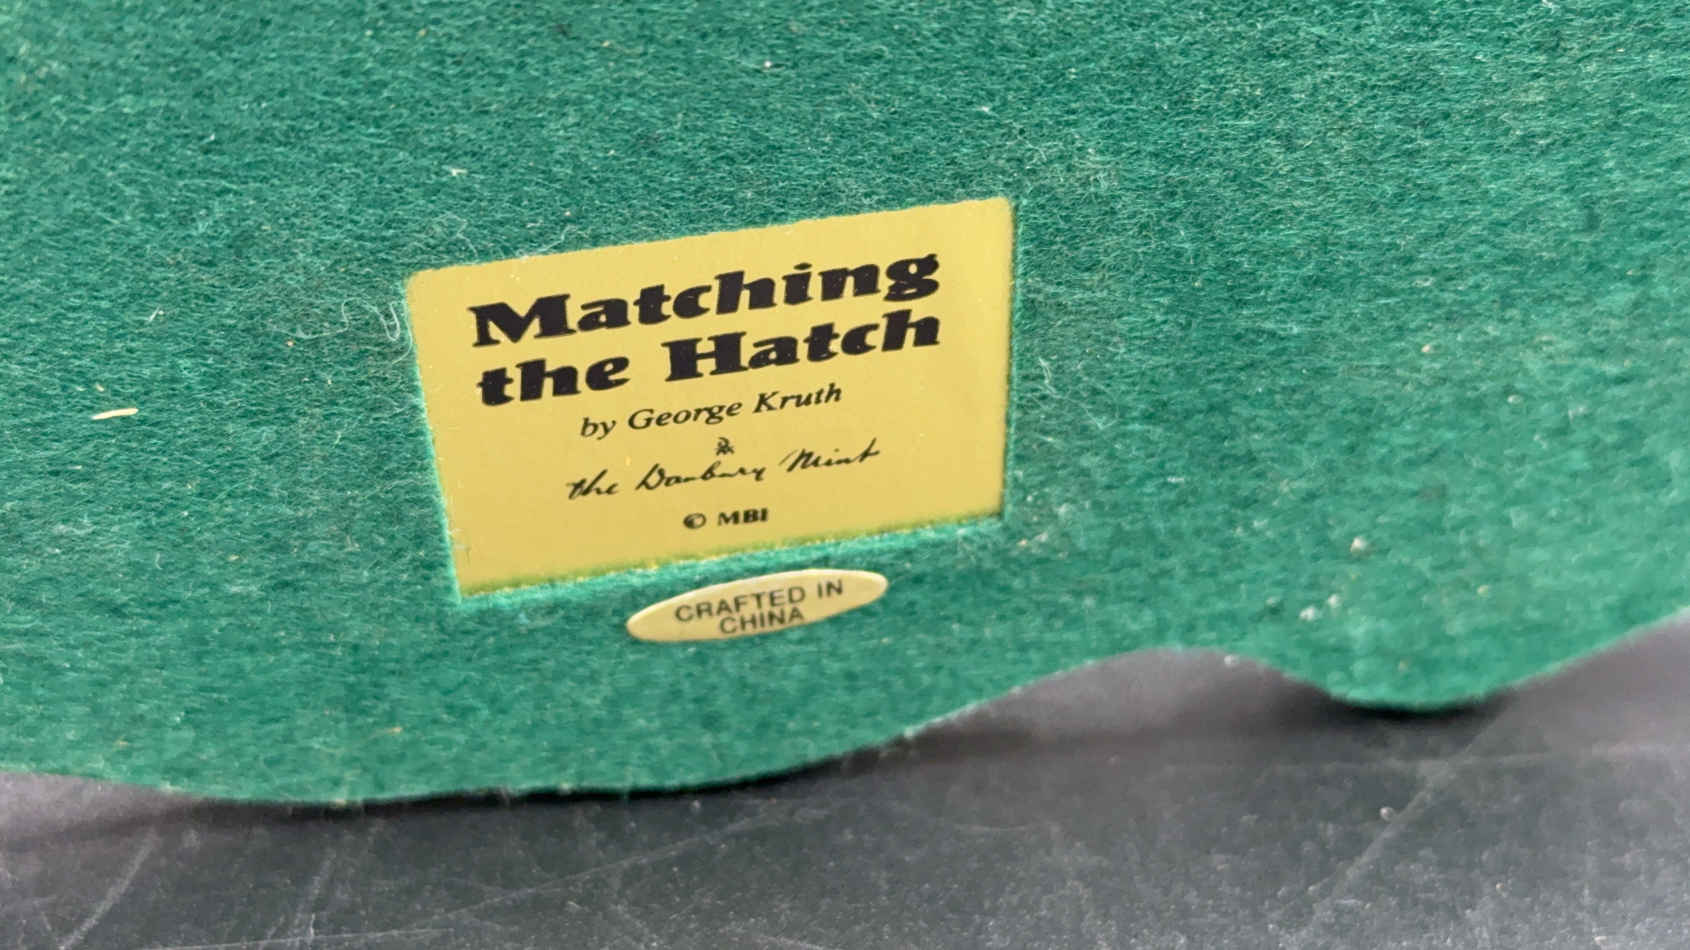 Matching
the Hatch
by George Kruth
the Danbury Mint
© MBI
CRAFTED IN
CHINA